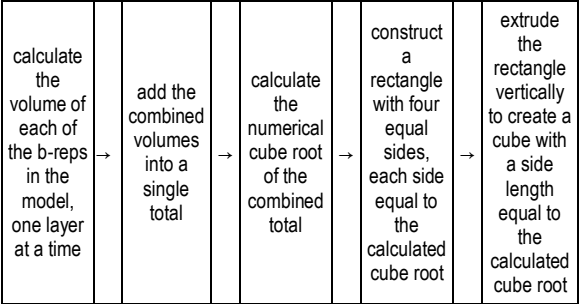 calculate
the
volume of
each of
the b-reps
in the
model,
one layer
at a time
→
add the
combined
volumes
into a
single
total
→
calculate
the
numerical
cube root
of the
combined
total
→
construct
a
rectangle
with four
equal
sides,
each side
equal to
the
calculated
cube root
→
extrude
the
rectangle
vertically
to create a
cube with
a side
length
equal to
the
calculated
cube root